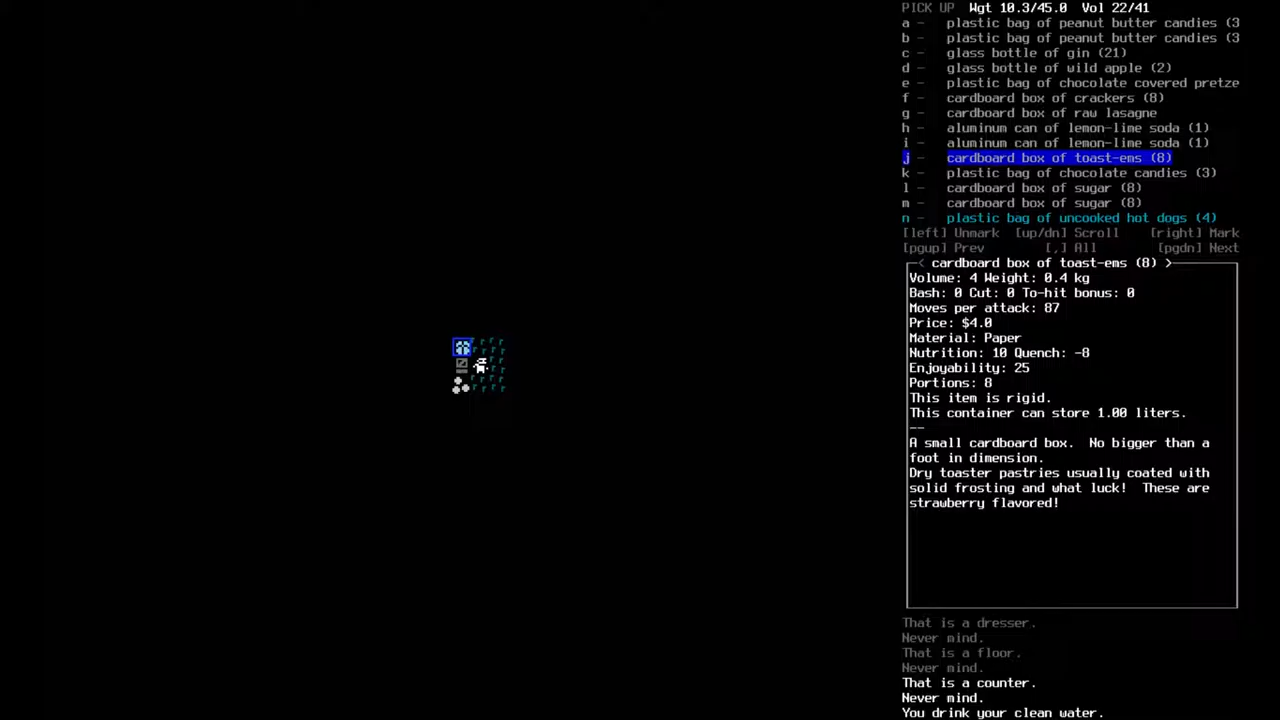 PICK UP Wgt 10.3/45.0 Vol 22/41
a - plastic bag of peanut butter candies (3
b - plastic bag of peanut butter candies (3
c - glass bottle of gin (21)
d - glass bottle of wild apple (2)
e - plastic bag of chocolate covered pretze
f - cardboard box of crackers (8)
g - cardboard box of raw lasagne
h - aluminum can of lemon-lime soda (1)
i - aluminum can of lemon-lime soda (1)
j - cardboard box of toast-ems (8)
k - plastic bag of chocolate candies (3)
l - cardboard box of sugar (8)
m - cardboard box of sugar (8)
n - plastic bag of uncooked hot dogs (4)
[left] Unmark [up/dn] Scroll [right] Mark
[pgup] Prev [,] All [pgdn] Next
< cardboard box of toast-ems (8) >
Volume: 4 Weight: 0.4 kg
Bash: 0 Cut: 0 To-hit bonus: 0
Moves per attack: 87
Price: $4.0
Material: Paper
Nutrition: 10 Quench: -8
Enjoyability: 25
Portions: 8
This item is rigid.
This container can store 1.00 liters.
--
A small cardboard box. No bigger than a
foot in dimension.
Dry toaster pastries usually coated with
solid frosting and what luck! These are
strawberry flavored!
That is a dresser.
Never mind.
That is a floor.
Never mind.
That is a counter.
Never mind.
You drink your clean water.